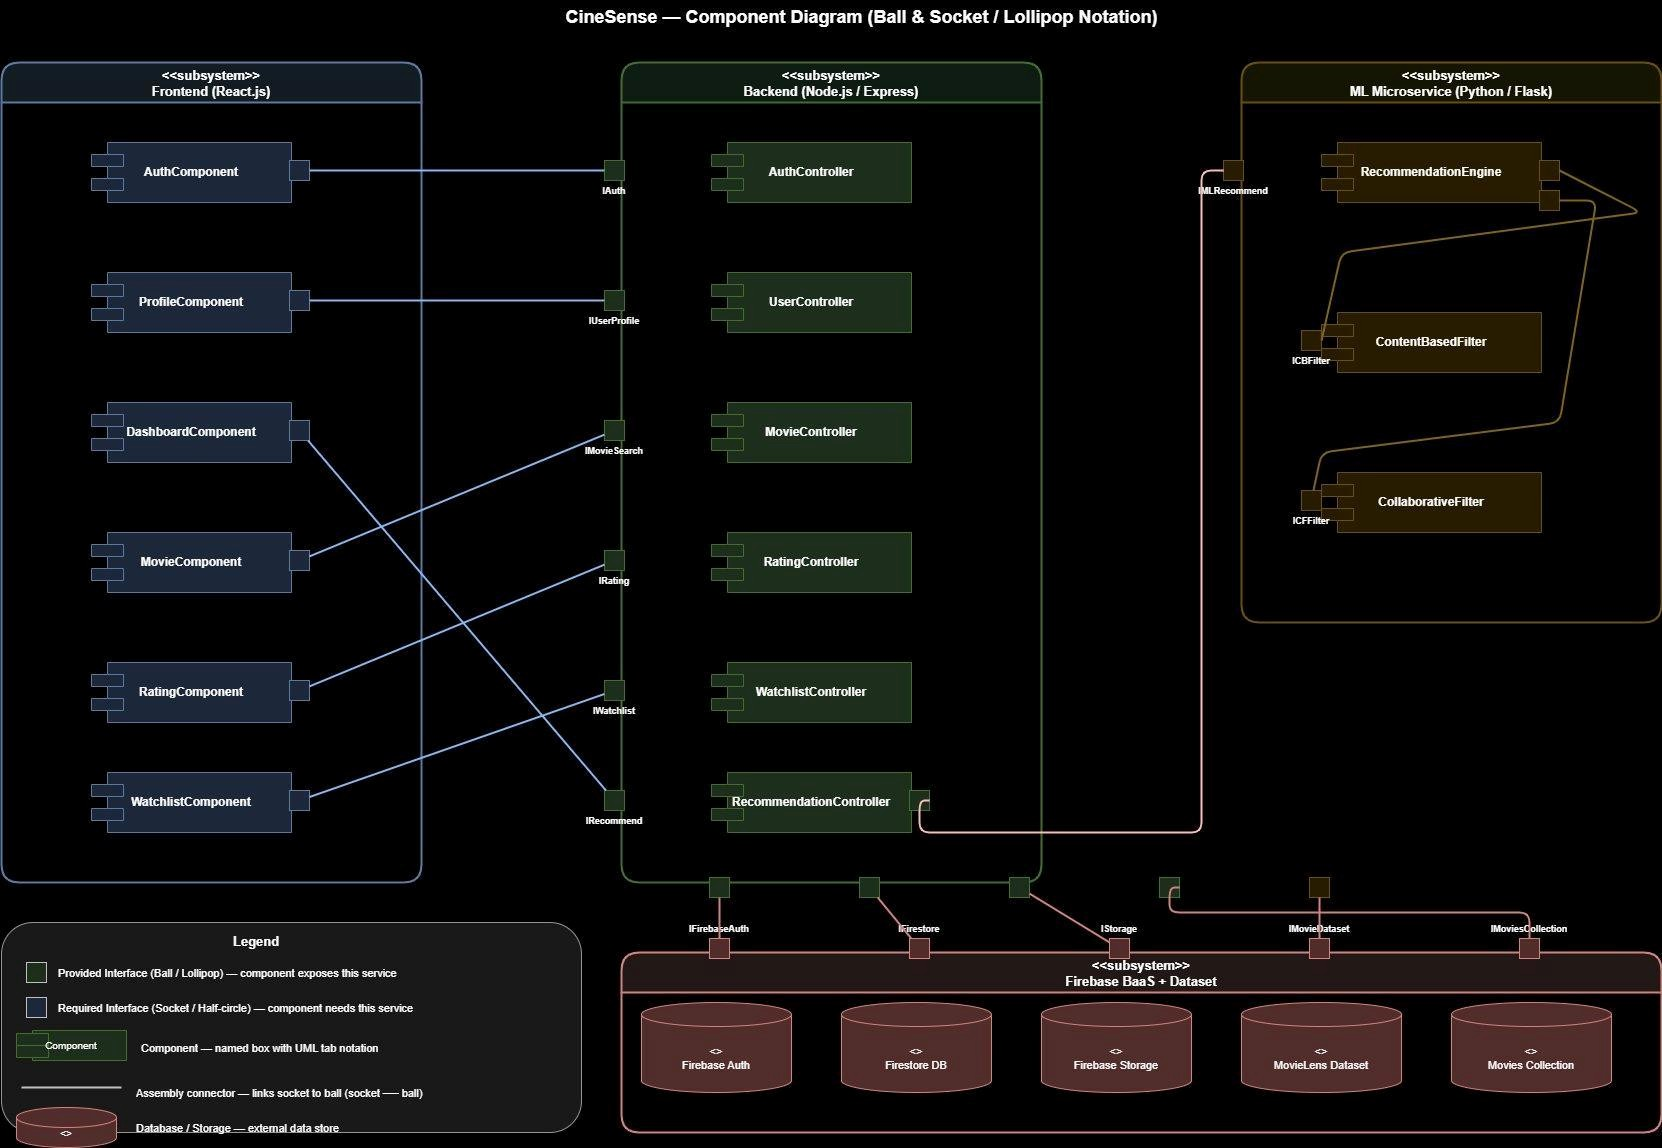 CineSense — Component Diagram (Ball & Socket / Lollipop Notation)
<<subsystem>>
Frontend (React.js)
AuthComponent
ProfileComponent
DashboardComponent
MovieComponent
RatingComponent
WatchlistComponent
<<subsystem>>
Backend (Node.js / Express)
IAuth
AuthController
IUserProfile
UserController
IMovieSearch
MovieController
IRating
RatingController
IWatchlist
WatchlistController
IRecommend
RecommendationController
<<subsystem>>
ML Microservice (Python / Flask)
IMLRecommend
RecommendationEngine
ICBFilter
ContentBasedFilter
ICFFilter
CollaborativeFilter
IFirebaseAuth
IFirestore
IStorage
IMovieDataset
IMoviesCollection
<<subsystem>>
Firebase BaaS + Dataset
<>
Firebase Auth
<>
Firestore DB
<>
Firebase Storage
<>
MovieLens Dataset
<>
Movies Collection
Legend
Provided Interface (Ball / Lollipop) — component exposes this service
Required Interface (Socket / Half-circle) — component needs this service
Component
Component — named box with UML tab notation
Assembly connector — links socket to ball (socket ── ball)
<>
Database / Storage — external data store